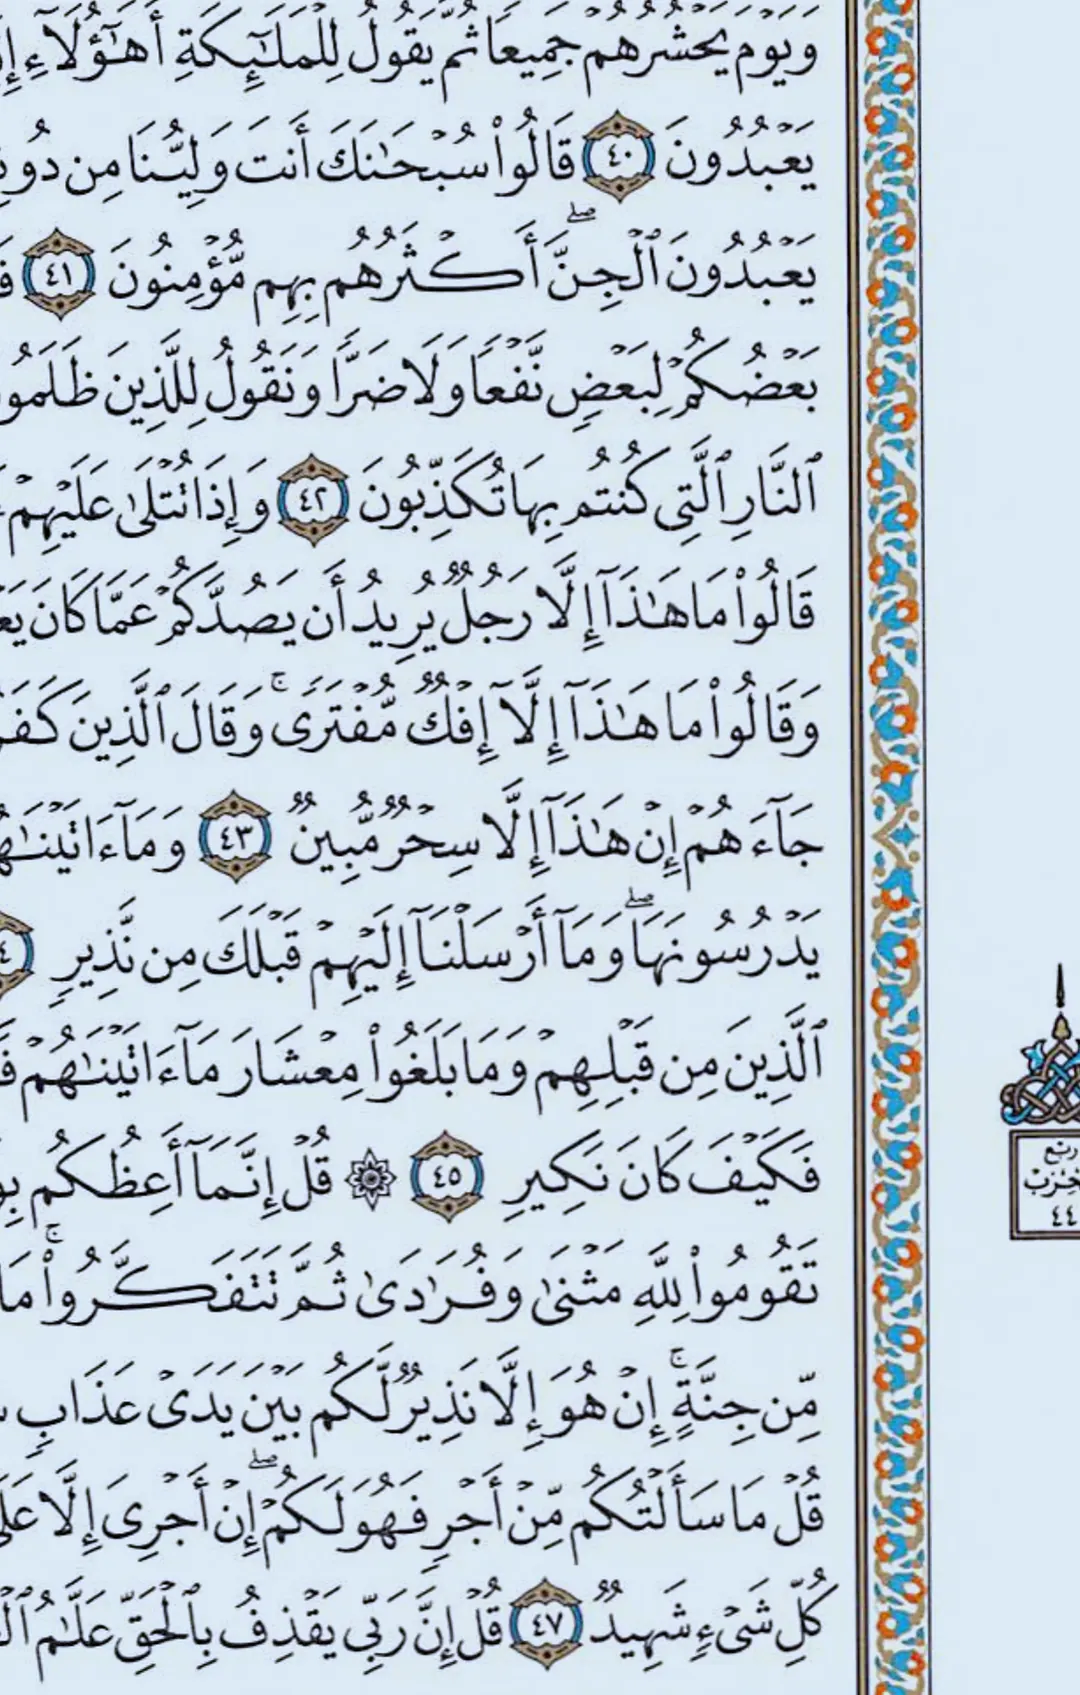 وَيَوْمَ يَحْشُرُهُمْ جَمِيعًا ثُمَّ يَقُولُ لِلْمَلَٰٓئِكَةِ أَهَٰٓؤُلَآءِ
يَعْبُدُونَ ٤٠ قَالُوا۟ سُبْحَٰنَكَ أَنتَ وَلِيُّنَا مِن
يَعْبُدُونَ ٱلْجِنَّ ۖ أَكْثَرُهُم بِهِم مُّؤْمِنُونَ ٤١
بَعْضُكُمْ لِبَعْضٍ نَّفْعًا وَلَا ضَرًّا وَنَقُولُ لِلَّذِينَ
ٱلنَّارِ ٱلَّتِى كُنتُم بِهَا تُكَذِّبُونَ ٤٢ وَإِذَا تُتْلَىٰ عَلَيْهِمْ
قَالُوا۟ مَا هَٰذَآ إِلَّا رَجُلٌ يُرِيدُ أَن يَصُدَّكُمْ عَمَّا كَانَ
وَقَالُوا۟ مَا هَٰذَآ إِلَّآ إِفْكٌ مُّفْتَرًى ۚ وَقَالَ ٱلَّذِينَ
جَآءَهُمْ إِنْ هَٰذَآ إِلَّا سِحْرٌ مُّبِينٌ ٤٣ وَمَآ
يَدْرُسُونَهَا ۖ وَمَآ أَرْسَلْنَآ إِلَيْهِمْ قَبْلَكَ مِن نَّذِيرٍ
ٱلَّذِينَ مِن قَبْلِهِمْ وَمَا بَلَغُوا۟ مِعْشَارَ مَآ ءَاتَيْنَٰهُمْ
فَكَيْفَ كَانَ نَكِيرِ ٤٥ ۞ قُلْ إِنَّمَآ أَعِظُكُم
تَقُومُوا۟ لِلَّهِ مَثْنَىٰ وَفُرَٰدَىٰ ثُمَّ تَتَفَكَّرُوا۟ ۚ مَا
مِّن جِنَّةٍ ۚ إِنْ هُوَ إِلَّا نَذِيرٌ لَّكُم بَيْنَ يَدَىْ عَذَابٍ
قُلْ مَا سَأَلْتُكُم مِّنْ أَجْرٍ فَهُوَ لَكُمْ ۖ إِنْ أَجْرِىَ إِلَّا
كُلِّ شَىْءٍ شَهِيدٌ ٤٧ قُلْ إِنَّ رَبِّى يَقْذِفُ بِٱلْحَقِّ عَلَّٰمُ
ربع
٤٤